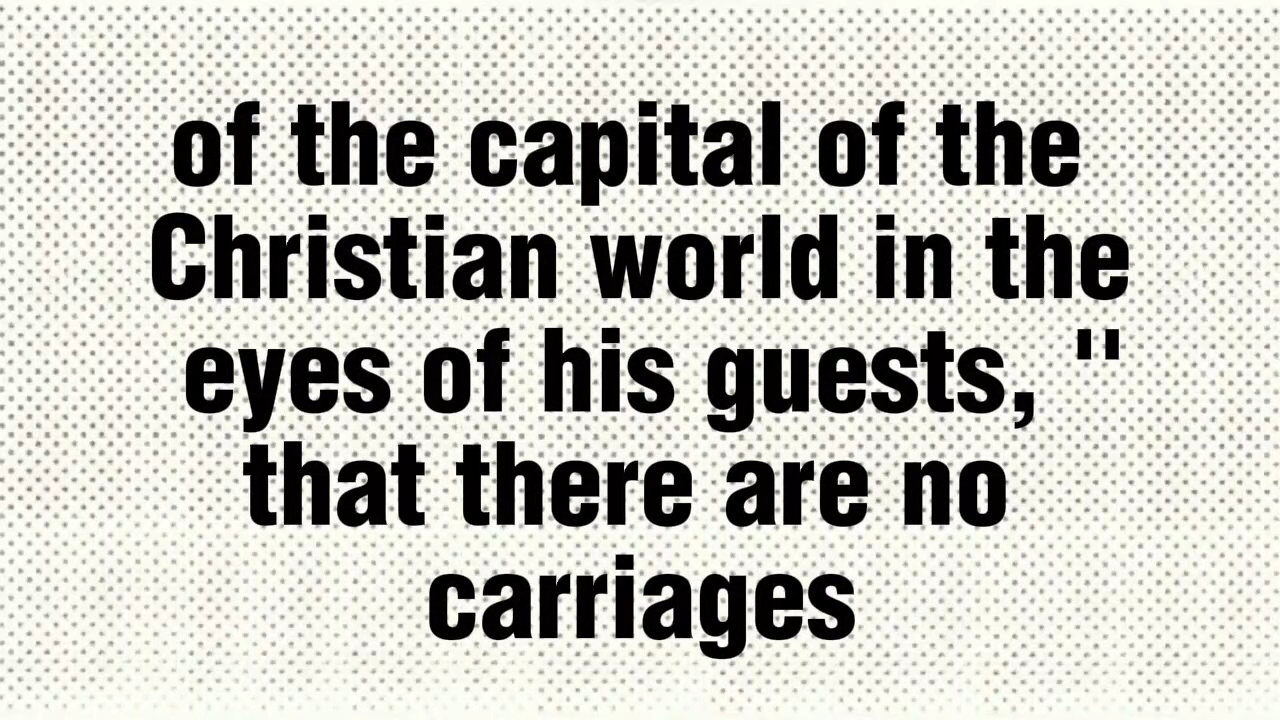 of the capital of the
Christian world in the
eyes of his guests, "
that there are no
carriages